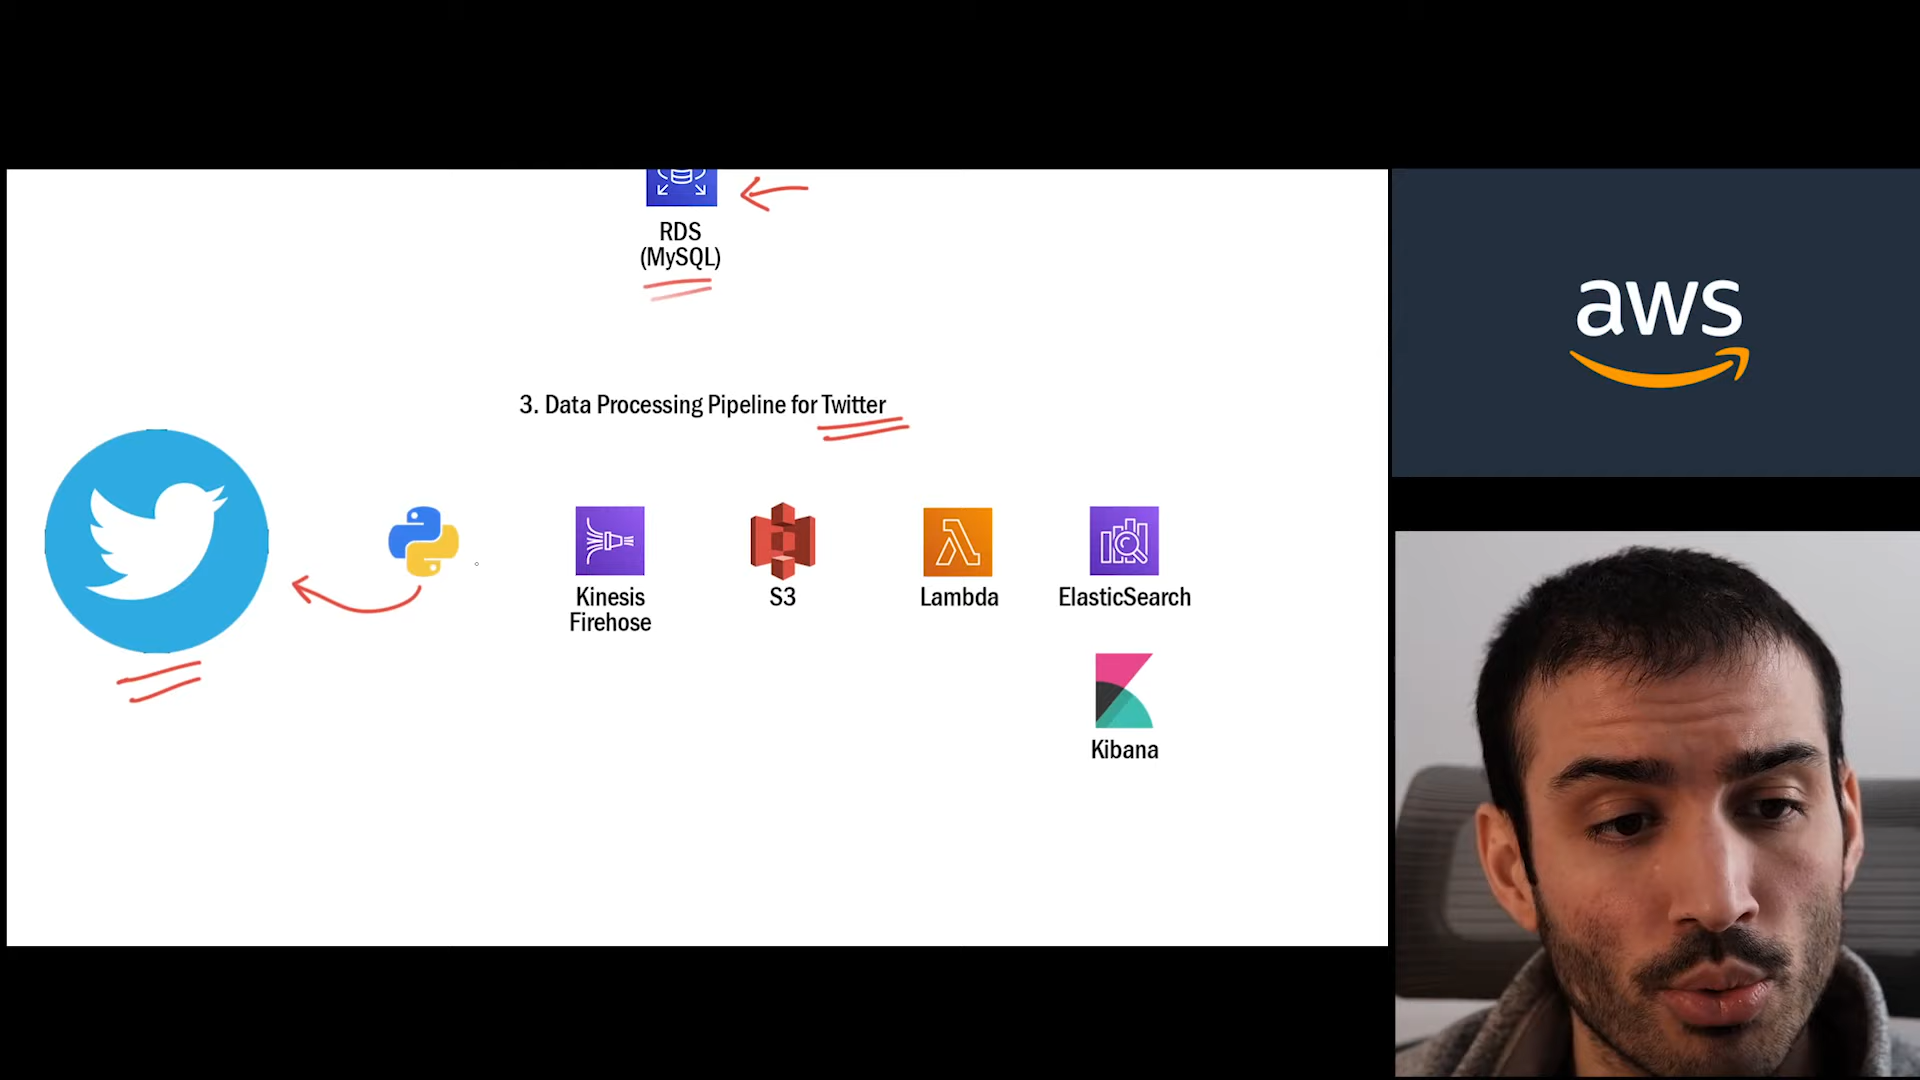 RDS
(MySQL)
aws
3. Data Processing Pipeline for Twitter
Kinesis
Firehose
S3
Lambda
ElasticSearch
Kibana